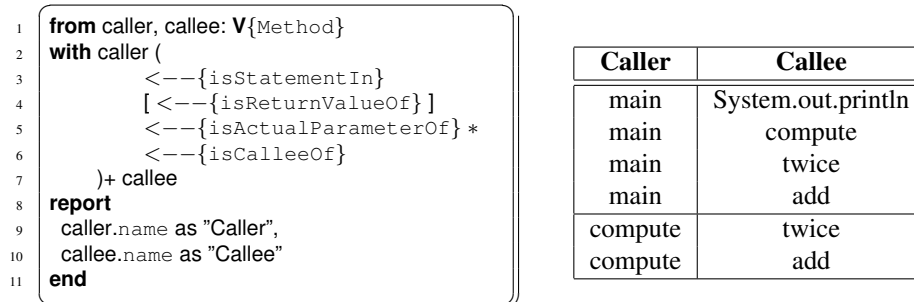 1 from caller, callee: V{Method}
2 with caller (
3 <--{isStatementIn}
4 [<--{isReturnValueOf}]
5 <--{isActualParameterOf}*
6 <--{isCalleeOf}
7 )+ callee
8 report
9 caller.name as "Caller",
10 callee.name as "Callee"
11 end
Caller Callee
main System.out.println
main compute
main twice
main add
compute twice
compute add